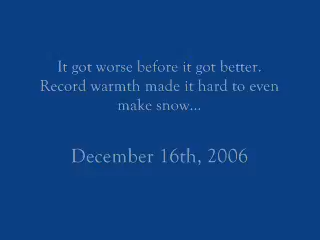 It got worse before it got better.
Record warmth made it hard to even
make snow...
December 16th, 2006